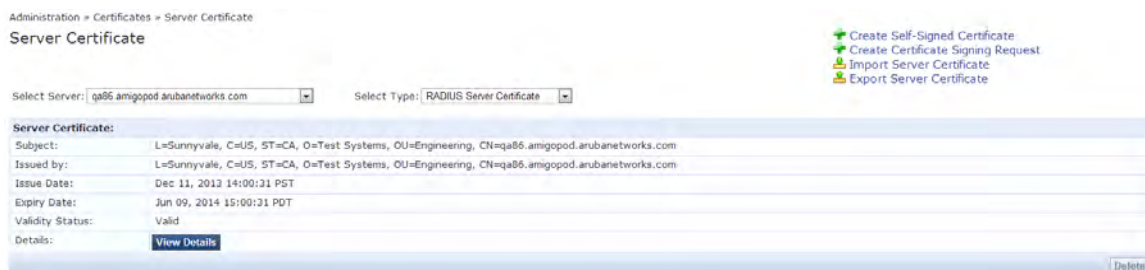 Administration » Certificates » Server Certificate
Server Certificate
Create Self-Signed Certificate
Create Certificate Signing Request
Import Server Certificate
Export Server Certificate
Select Server: qa86.amigopod.arubanetworks.com
Select Type: RADIUS Server Certificate
Server Certificate:
Subject: L=Sunnyvale, C=US, ST=CA, O=Test Systems, OU=Engineering, CN=qa86.amigopod.arubanetworks.com
Issued by: L=Sunnyvale, C=US, ST=CA, O=Test Systems, OU=Engineering, CN=qa86.amigopod.arubanetworks.com
Issue Date: Dec 11, 2013 14:00:31 PST
Expiry Date: Jun 09, 2014 15:00:31 PDT
Validity Status: Valid
Details: View Details
Delete